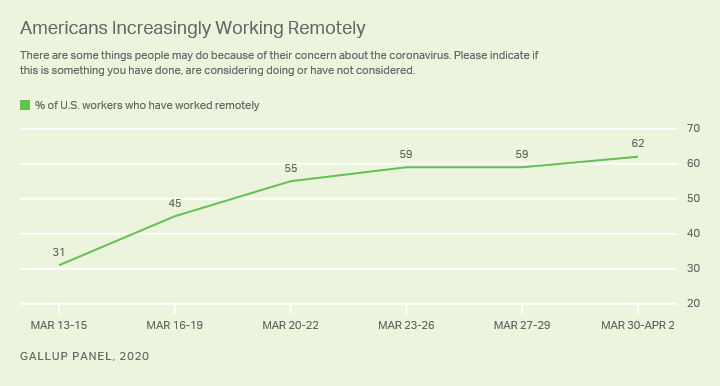 Americans Increasingly Working Remotely
There are some things people may do because of their concern about the coronavirus. Please indicate if
this is something you have done, are considering doing or have not considered.
% of U.S. workers who have worked remotely
70
62
59
59
60
55
50
45
40
31
30
20
MAR 13-15
MAR 16-19
MAR 20-22
MAR 23-26
MAR 27-29
MAR 30-APR 2
GALLUP PANEL, 2020